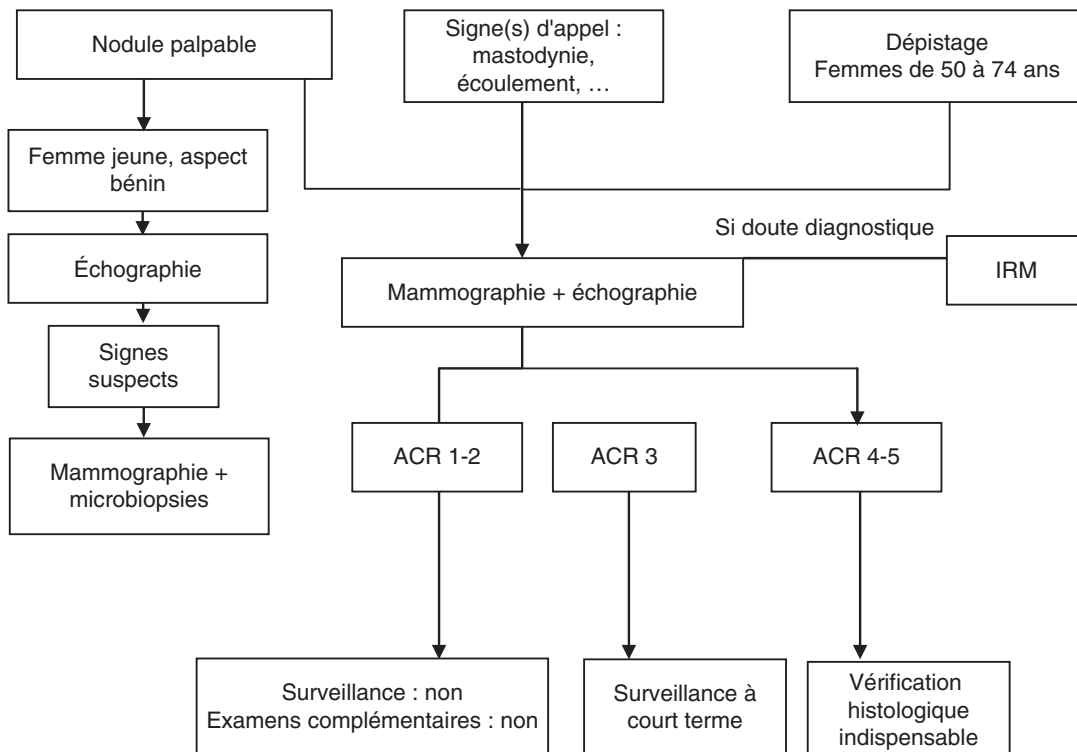 Nodule palpable
Signe(s) d'appel :
mastodynie,
écoulement, …
Dépistage
Femmes de 50 à 74 ans
Femme jeune, aspect
bénin
Échographie
Signes
suspects
Mammographie +
microbiopsies
Si doute diagnostique
IRM
Mammographie + échographie
ACR 1-2
ACR 3
ACR 4-5
Surveillance : non
Examens complémentaires : non
Surveillance à
court terme
Vérification
histologique
indispensable